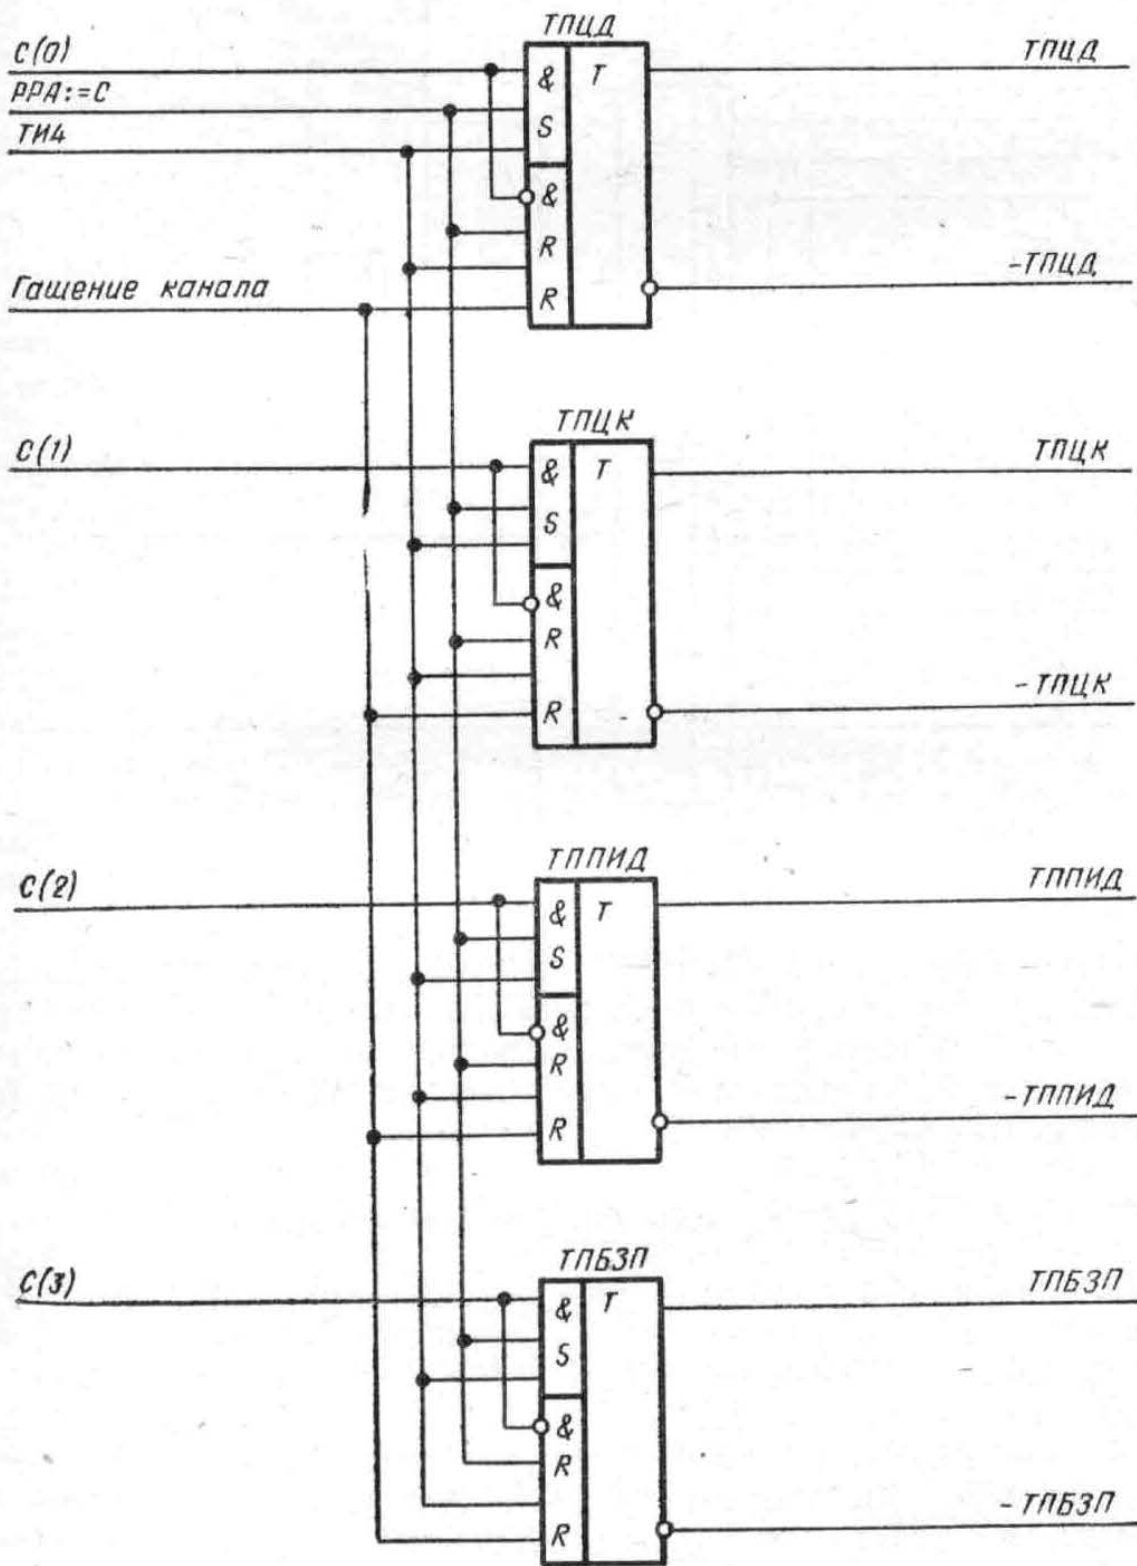 ТПЦД
С(0)
РРА:=С
ТИ4
Гашение канала
&
S
&
R
R
T
ТПЦД
-ТПЦД
ТПЦК
С(1)
&
S
&
R
R
T
ТПЦК
-ТПЦК
ТППИД
С(2)
&
S
&
R
R
T
ТППИД
-ТППИД
ТПБЗП
С(3)
&
S
&
R
R
T
ТПБЗП
-ТПБЗП